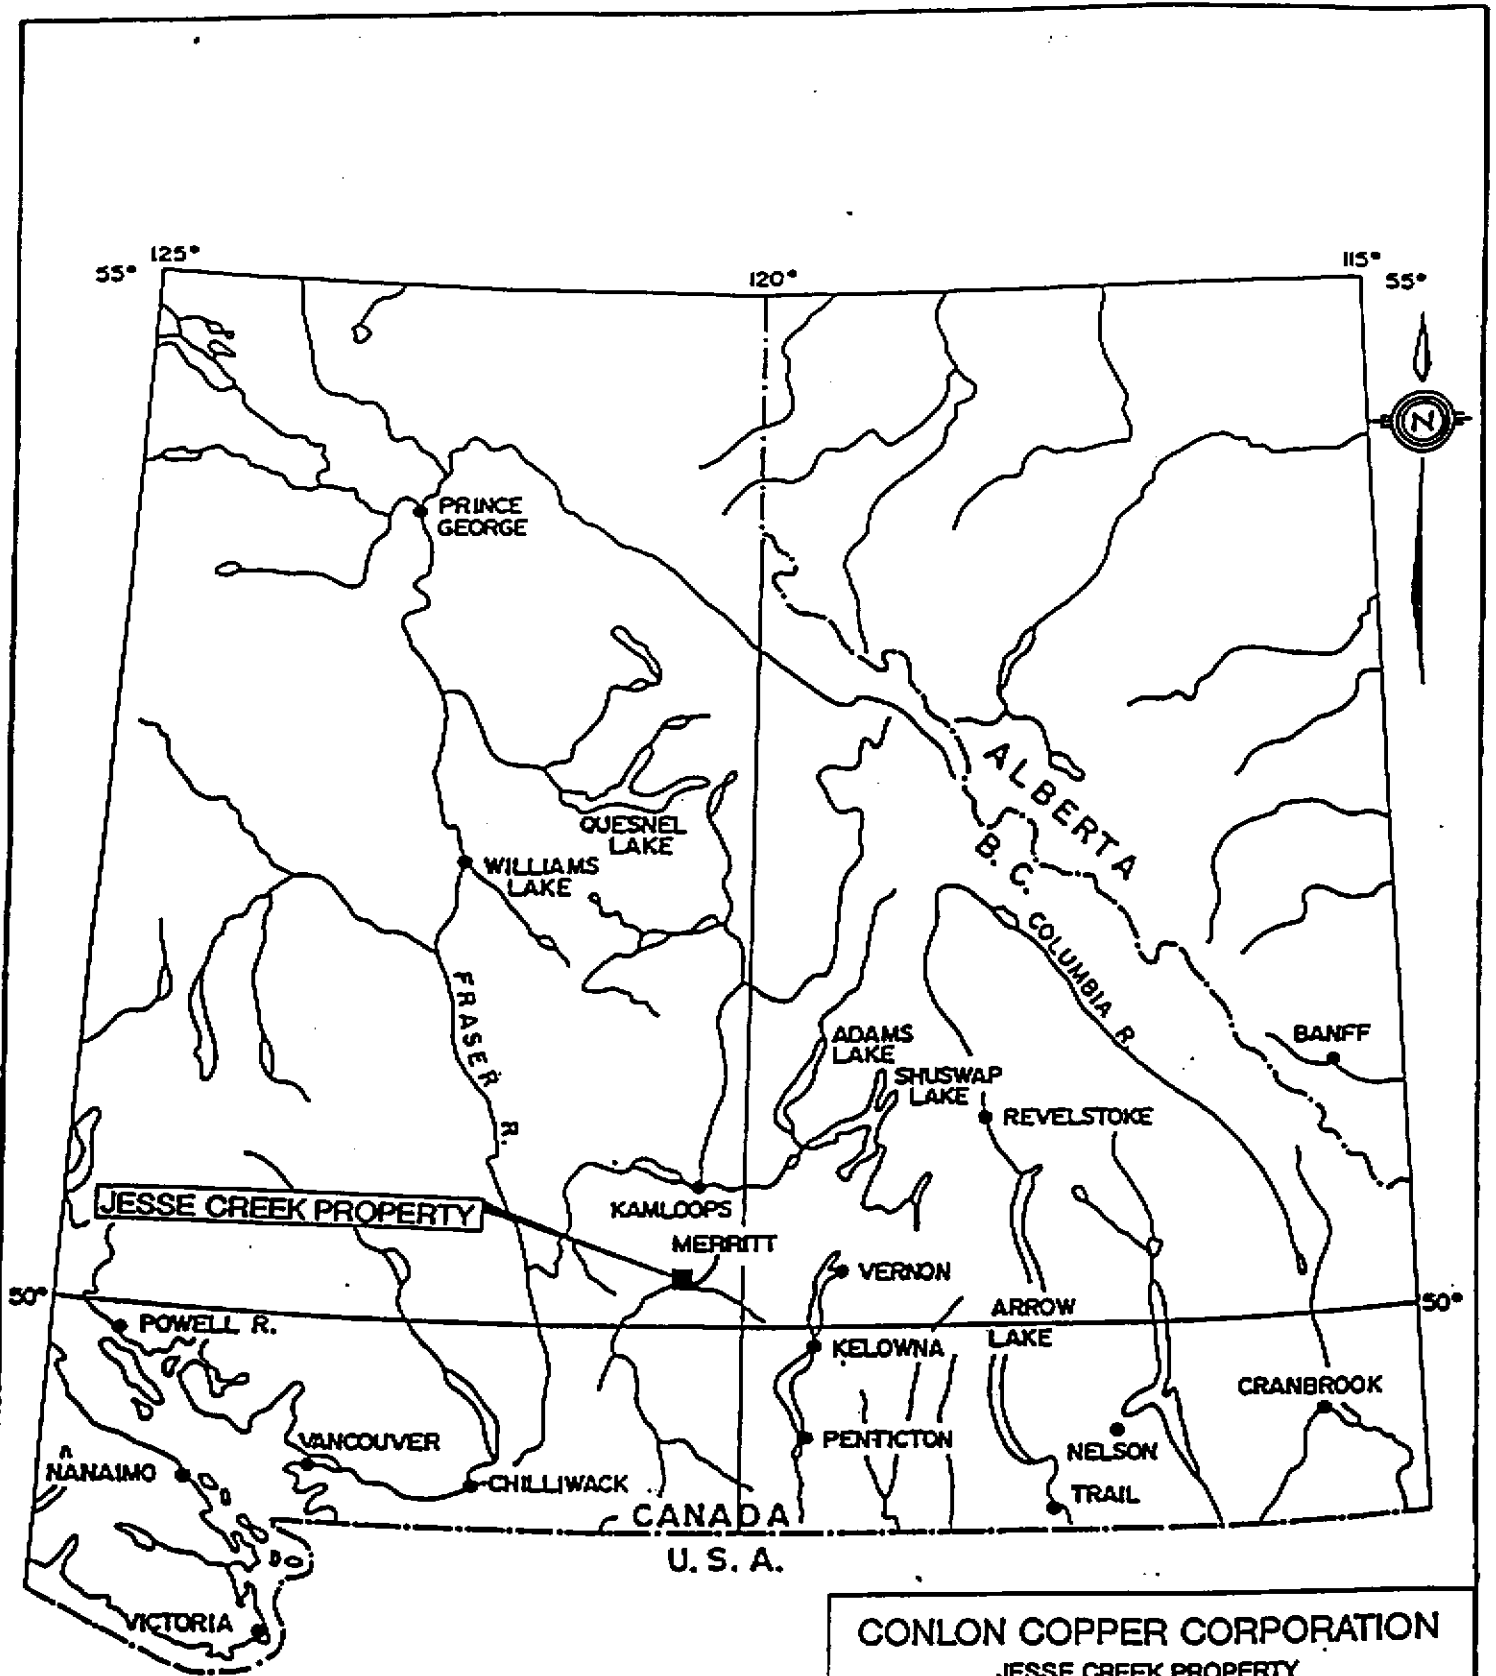 125°
55°
120°
115°
55°
N
PRINCE
GEORGE
ALBERTA
B. C.
QUESNEL
LAKE
WILLIAMS
LAKE
COLUMBIA R.
FRASER R.
ADAMS
LAKE
BANFF
SHUSWAP
LAKE
REVELSTOKE
JESSE CREEK PROPERTY
KAMLOOPS
MERRITT
VERNON
50°
50°
ARROW
LAKE
POWELL R.
KELOWNA
CRANBROOK
VANCOUVER
PENTICTON
NELSON
NANAIMO
CHILLIWACK
TRAIL
CANADA
U. S. A.
VICTORIA
CONLON COPPER CORPORATION
JESSE CREEK PROPERTY